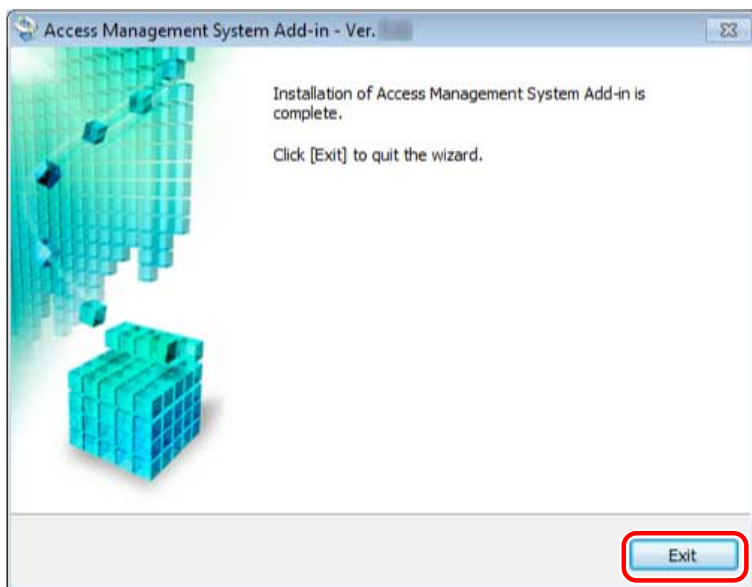 Access Management System Add-in - Ver.
Installation of Access Management System Add-in is
complete.
Click [Exit] to quit the wizard.
Exit